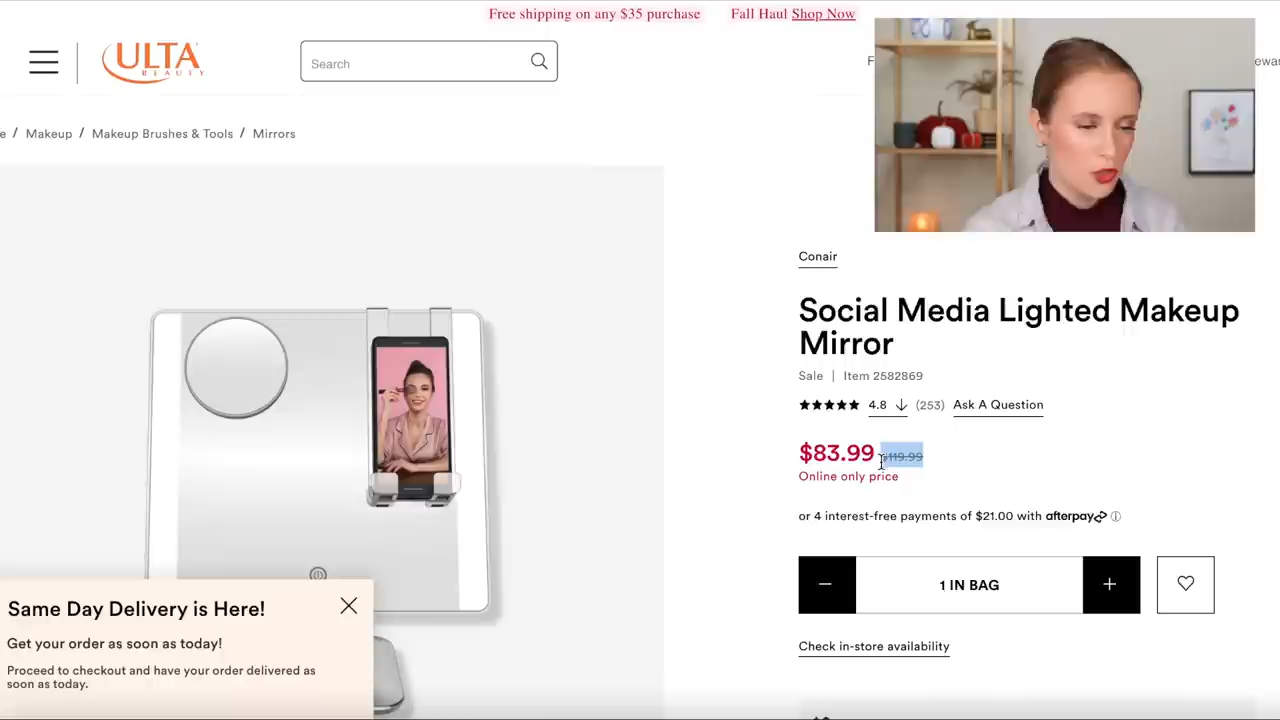 Free shipping on any $35 purchase Fall Haul Shop Now
ULTA
BEAUTY
Search
Makeup / Makeup Brushes & Tools / Mirrors
Conair
Social Media Lighted Makeup
Mirror
Sale | Item 2582869
4.8 (253) Ask A Question
$83.99 $119.99
Online only price
or 4 interest-free payments of $21.00 with afterpay
1 IN BAG
Check in-store availability
Same Day Delivery is Here!
Get your order as soon as today!
Proceed to checkout and have your order delivered as
soon as today.